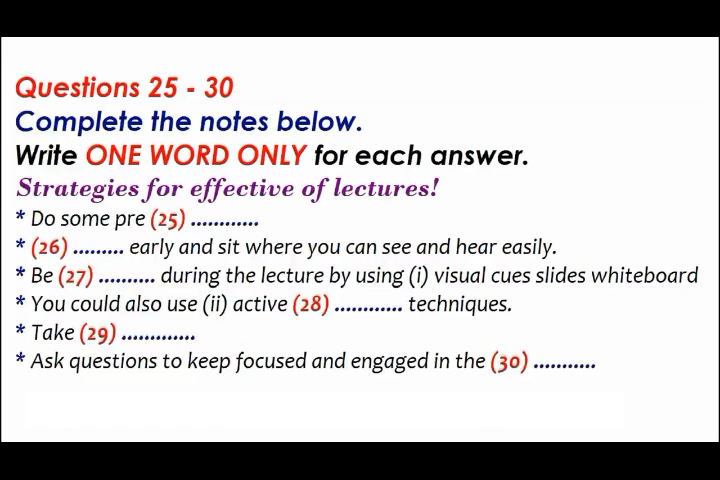 Questions 25 - 30
Complete the notes below.
Write ONE WORD ONLY for each answer.
Strategies for effective of lectures!
* Do some pre (25) ............
* (26) ......... early and sit where you can see and hear easily.
* Be (27) .......... during the lecture by using (i) visual cues slides whiteboard
* You could also use (ii) active (28) ............ techniques.
* Take (29) .............
* Ask questions to keep focused and engaged in the (30) ...........